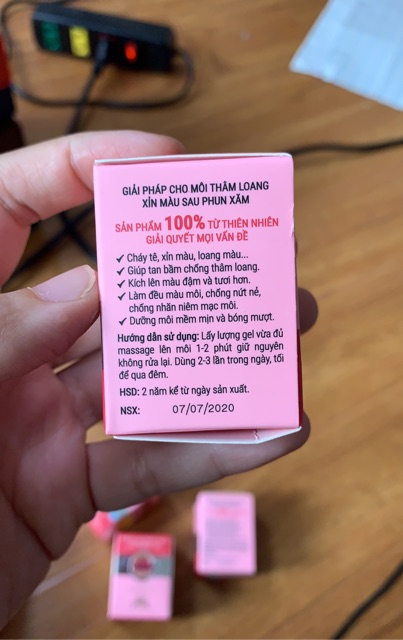 GIẢI PHÁP CHO MÔI THÂM LOANG
XỈN MÀU SAU PHUN XĂM
SẢN PHẨM 100% TỪ THIÊN NHIÊN
GIẢI QUYẾT MỌI VẤN ĐỀ
✓ Cháy tê, xỉn màu, loang màu...
✓ Giúp tan bầm chống thâm loang.
✓ Kích lên màu đậm và tươi hơn.
✓ Làm đều màu môi, chống nứt nẻ,
chống nhăn niêm mạc môi.
✓ Dưỡng môi mềm mịn và bóng mượt.
Hướng dẫn sử dụng: Lấy lượng gel vừa đủ
massage lên môi 1-2 phút giữ nguyên
không rửa lại. Dùng 2-3 lần trong ngày, tối
để qua đêm.
HSD: 2 năm kể từ ngày sản xuất.
NSX: 07/07/2020